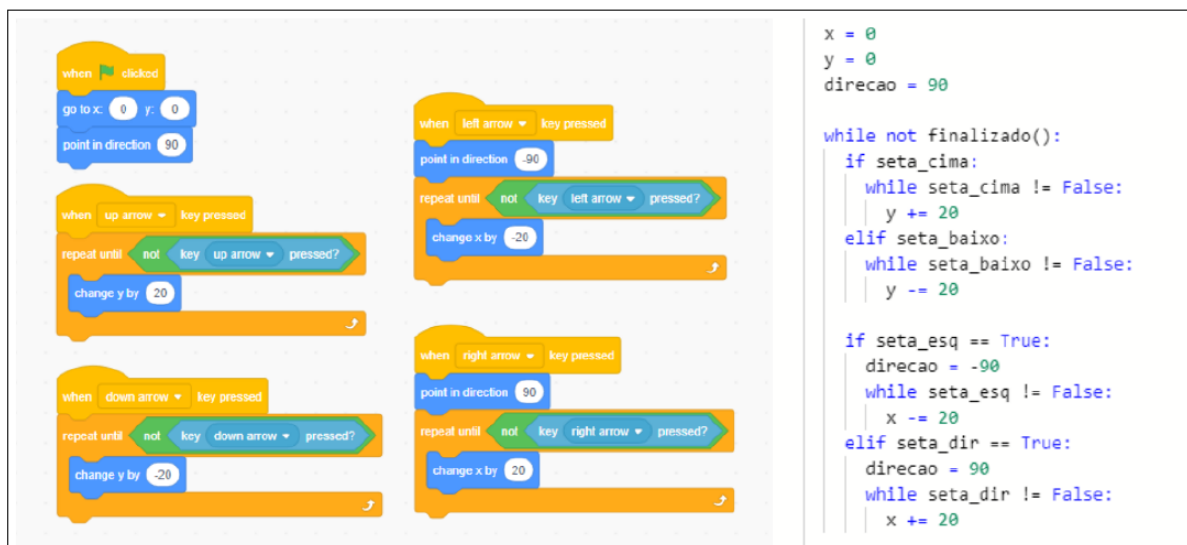 when clicked
go to x: 0 y: 0
point in direction 90
when up arrow key pressed
repeat until not key up arrow pressed?
change y by 20
when down arrow key pressed
repeat until not key down arrow pressed?
change y by -20
when left arrow key pressed
point in direction -90
repeat until not key left arrow pressed?
change x by -20
when right arrow key pressed
point in direction 90
repeat until not key right arrow pressed?
change x by 20
x = 0
y = 0
direcao = 90
while not finalizado():
if seta_cima:
while seta_cima != False:
y += 20
elif seta_baixo:
while seta_baixo != False:
y -= 20
if seta_esq == True:
direcao = -90
while seta_esq != False:
x -= 20
elif seta_dir == True:
direcao = 90
while seta_dir != False:
x += 20